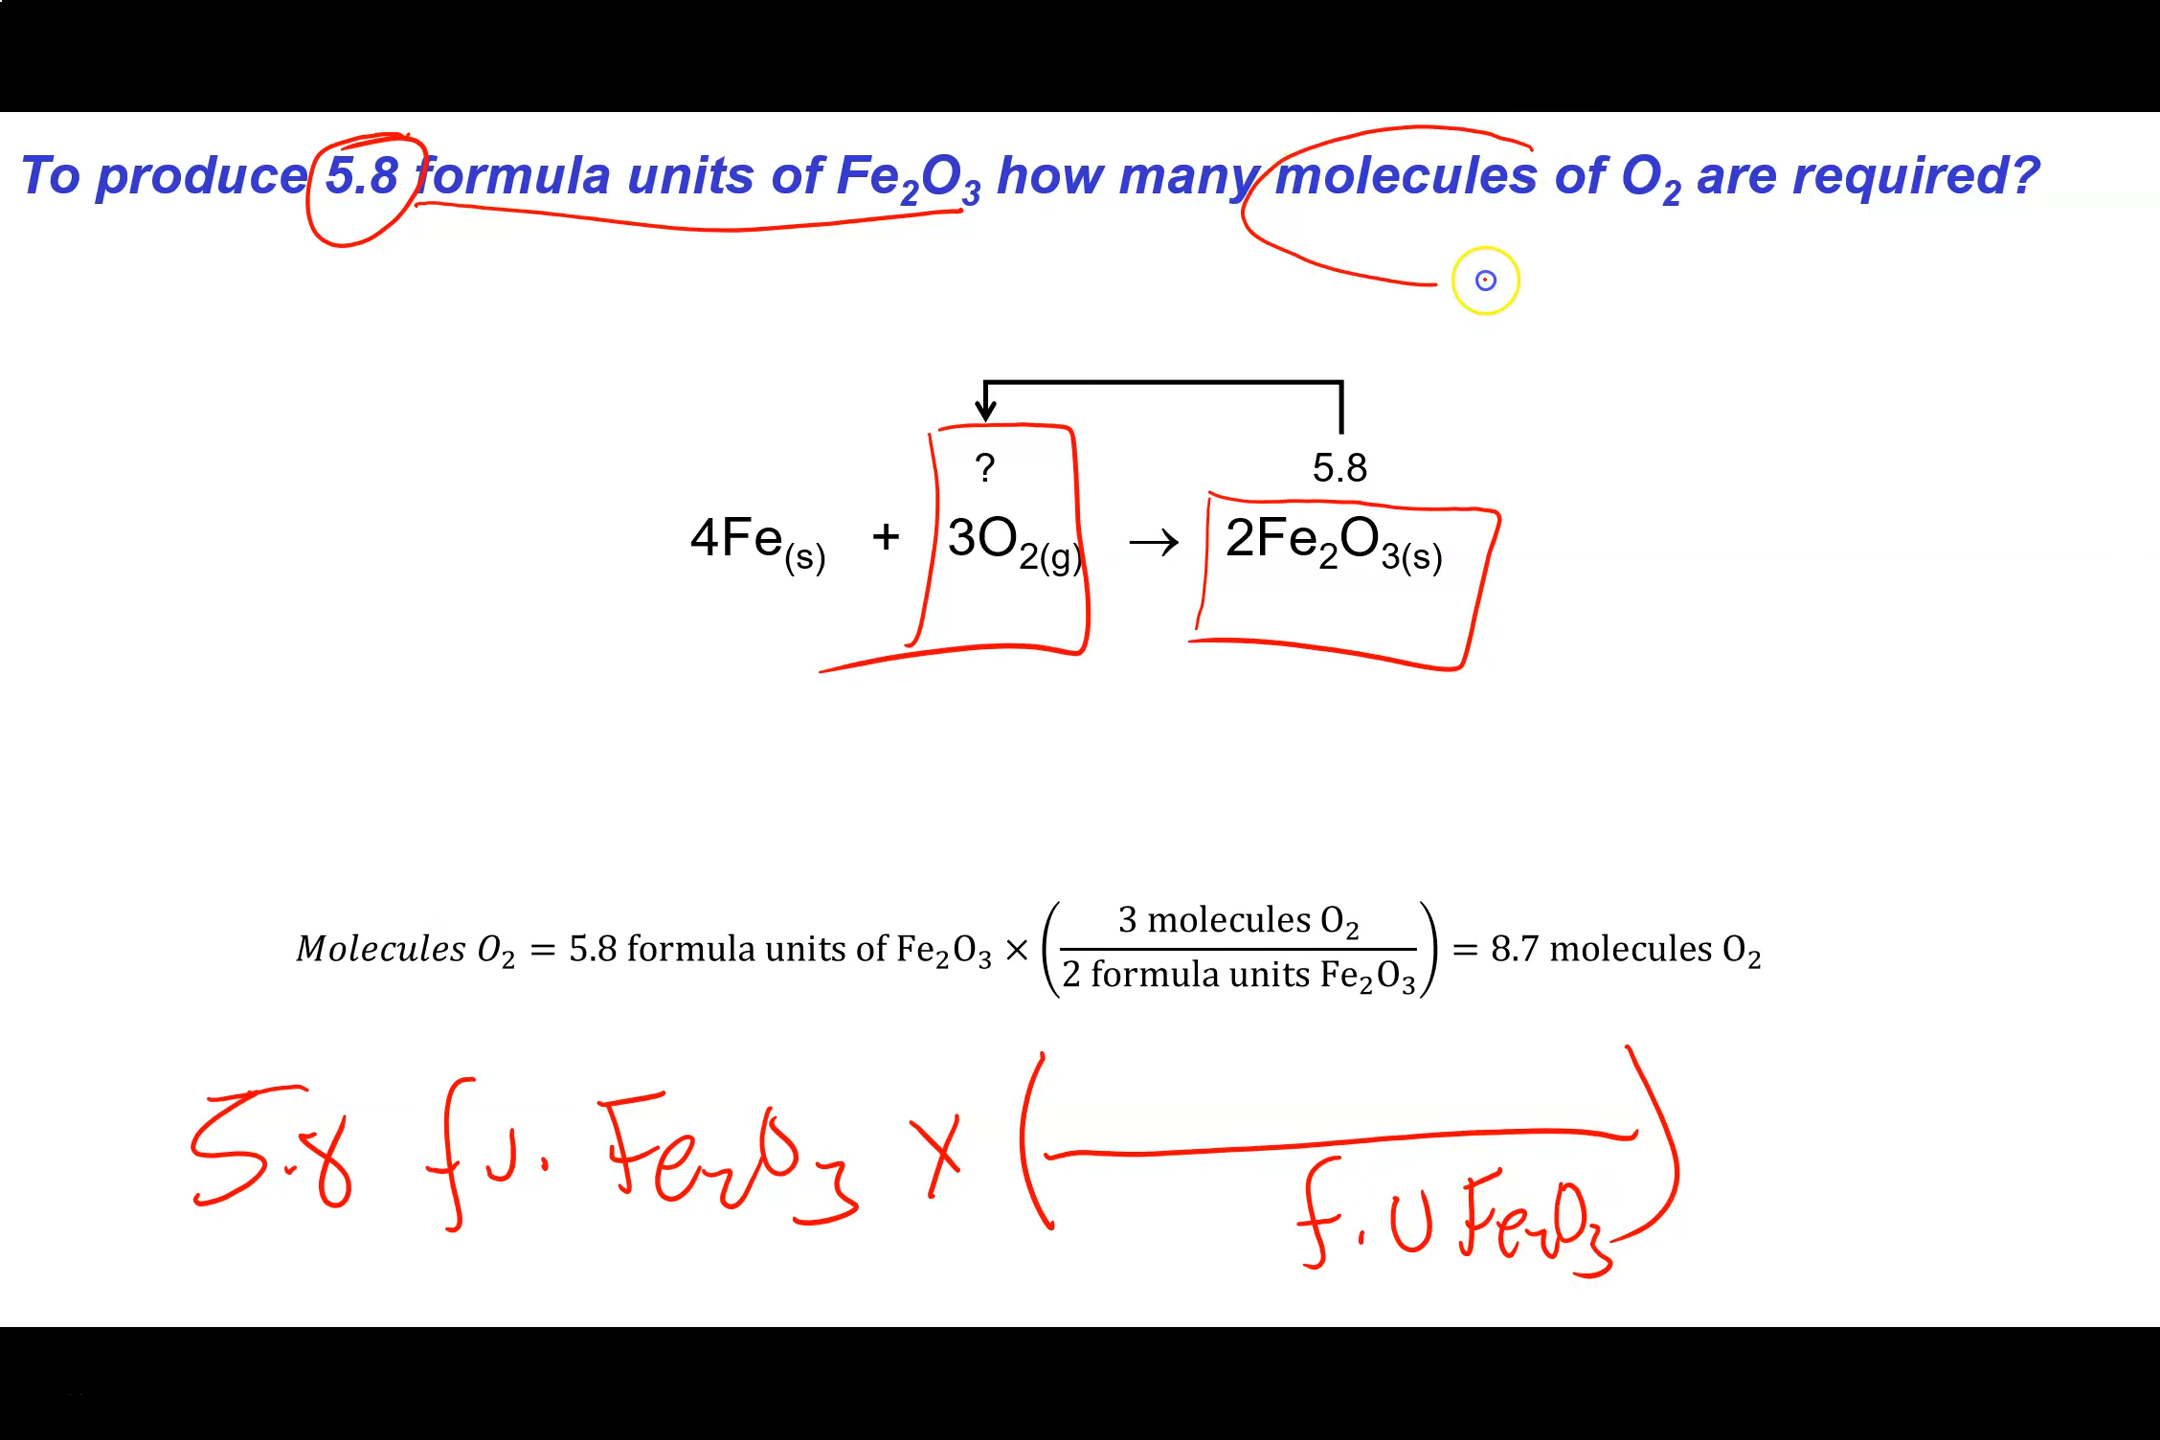 To produce 5.8 formula units of Fe₂O₃ how many molecules of O₂ are required?
? 5.8
4Fe₍s₎ + 3O₂₍g₎ → 2Fe₂O₃₍s₎
Molecules O₂ = 5.8 formula units of Fe₂O₃ × (3 molecules O₂ / 2 formula units Fe₂O₃) = 8.7 molecules O₂
5.8 f.u. Fe₂O₃ × ( / f.U Fe₂O₃)